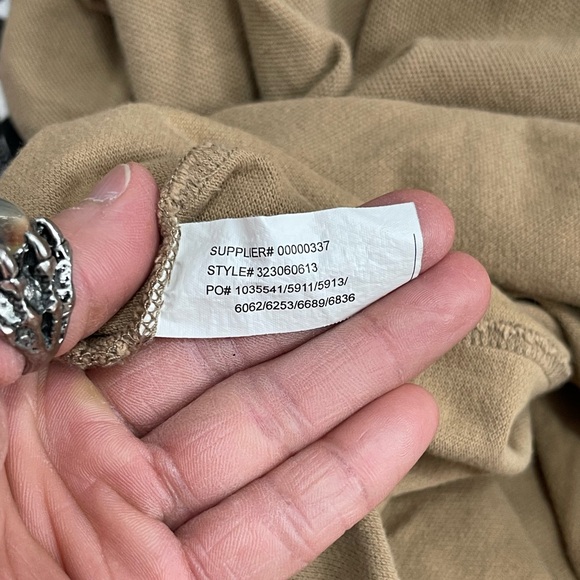 SUPPLIER# 00000337
STYLE# 323060613
PO# 1035541/5911/5913/
6062/6253/6689/6836